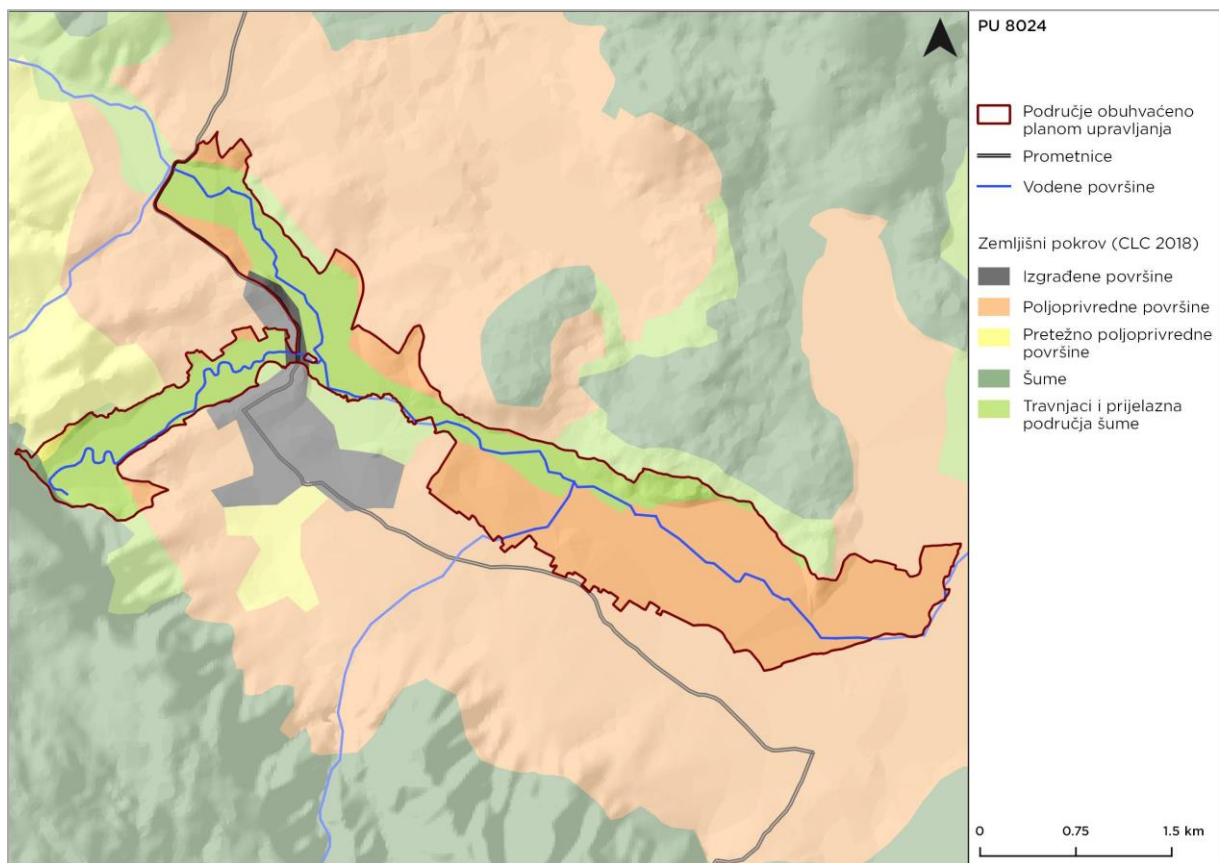 PU 8024
Područje obuhvaćeno
planom upravljanja
Prometnice
Vodene površine
Zemljišni pokrov (CLC 2018)
Izgrađene površine
Poljoprivredne površine
Pretežno poljoprivredne
površine
Šume
Travnjaci i prijelazna
područja šume
0 0.75 1.5 km